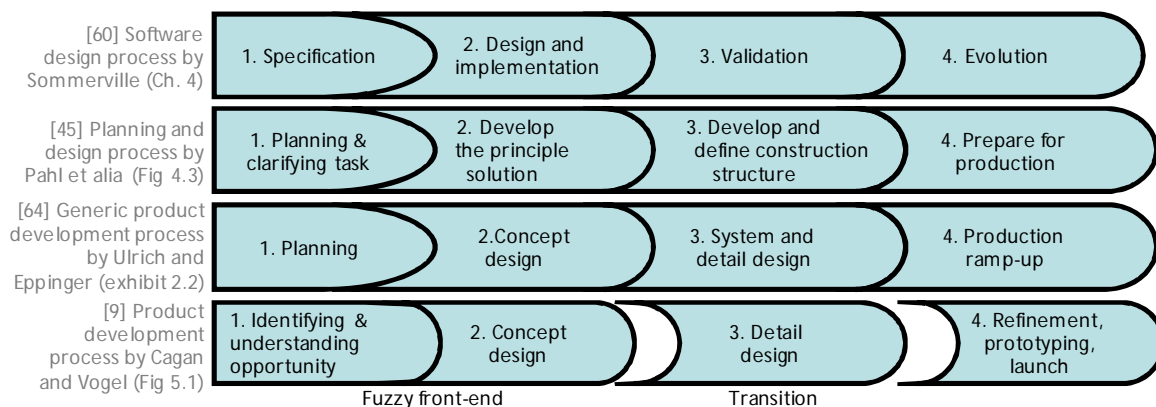 [60] Software
design process by
Sommerville (Ch. 4)
1. Specification
2. Design and
implementation
3. Validation
4. Evolution
[45] Planning and
design process by
Pahl et alia (Fig 4.3)
1. Planning &
clarifying task
2. Develop
the principle
solution
3. Develop and
define construction
structure
4. Prepare for
production
[64] Generic product
development process
by Ulrich and
Eppinger (exhibit 2.2)
1. Planning
2.Concept
design
3. System and
detail design
4. Production
ramp-up
[9] Product
development
process by Cagan
and Vogel (Fig 5.1)
1. Identifying &
understanding
opportunity
2. Concept
design
3. Detail
design
4. Refinement,
prototyping,
launch
Fuzzy front-end
Transition